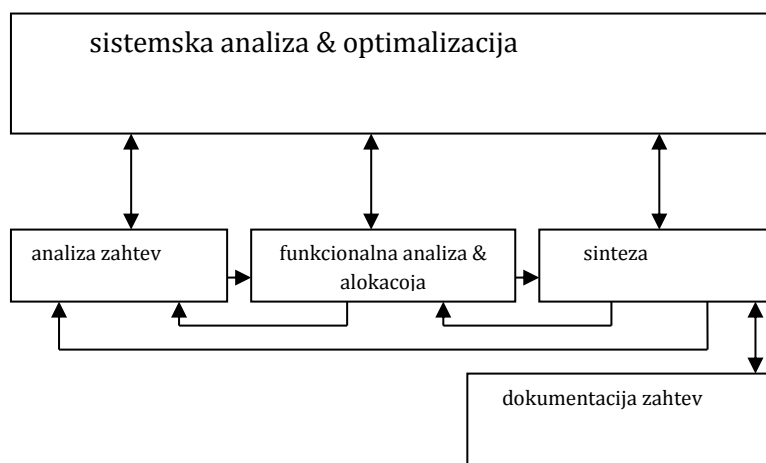 sistemska analiza & optimalizacija
analiza zahtev
funkcionalna analiza &
alokacoja
sinteza
dokumentacija zahtev